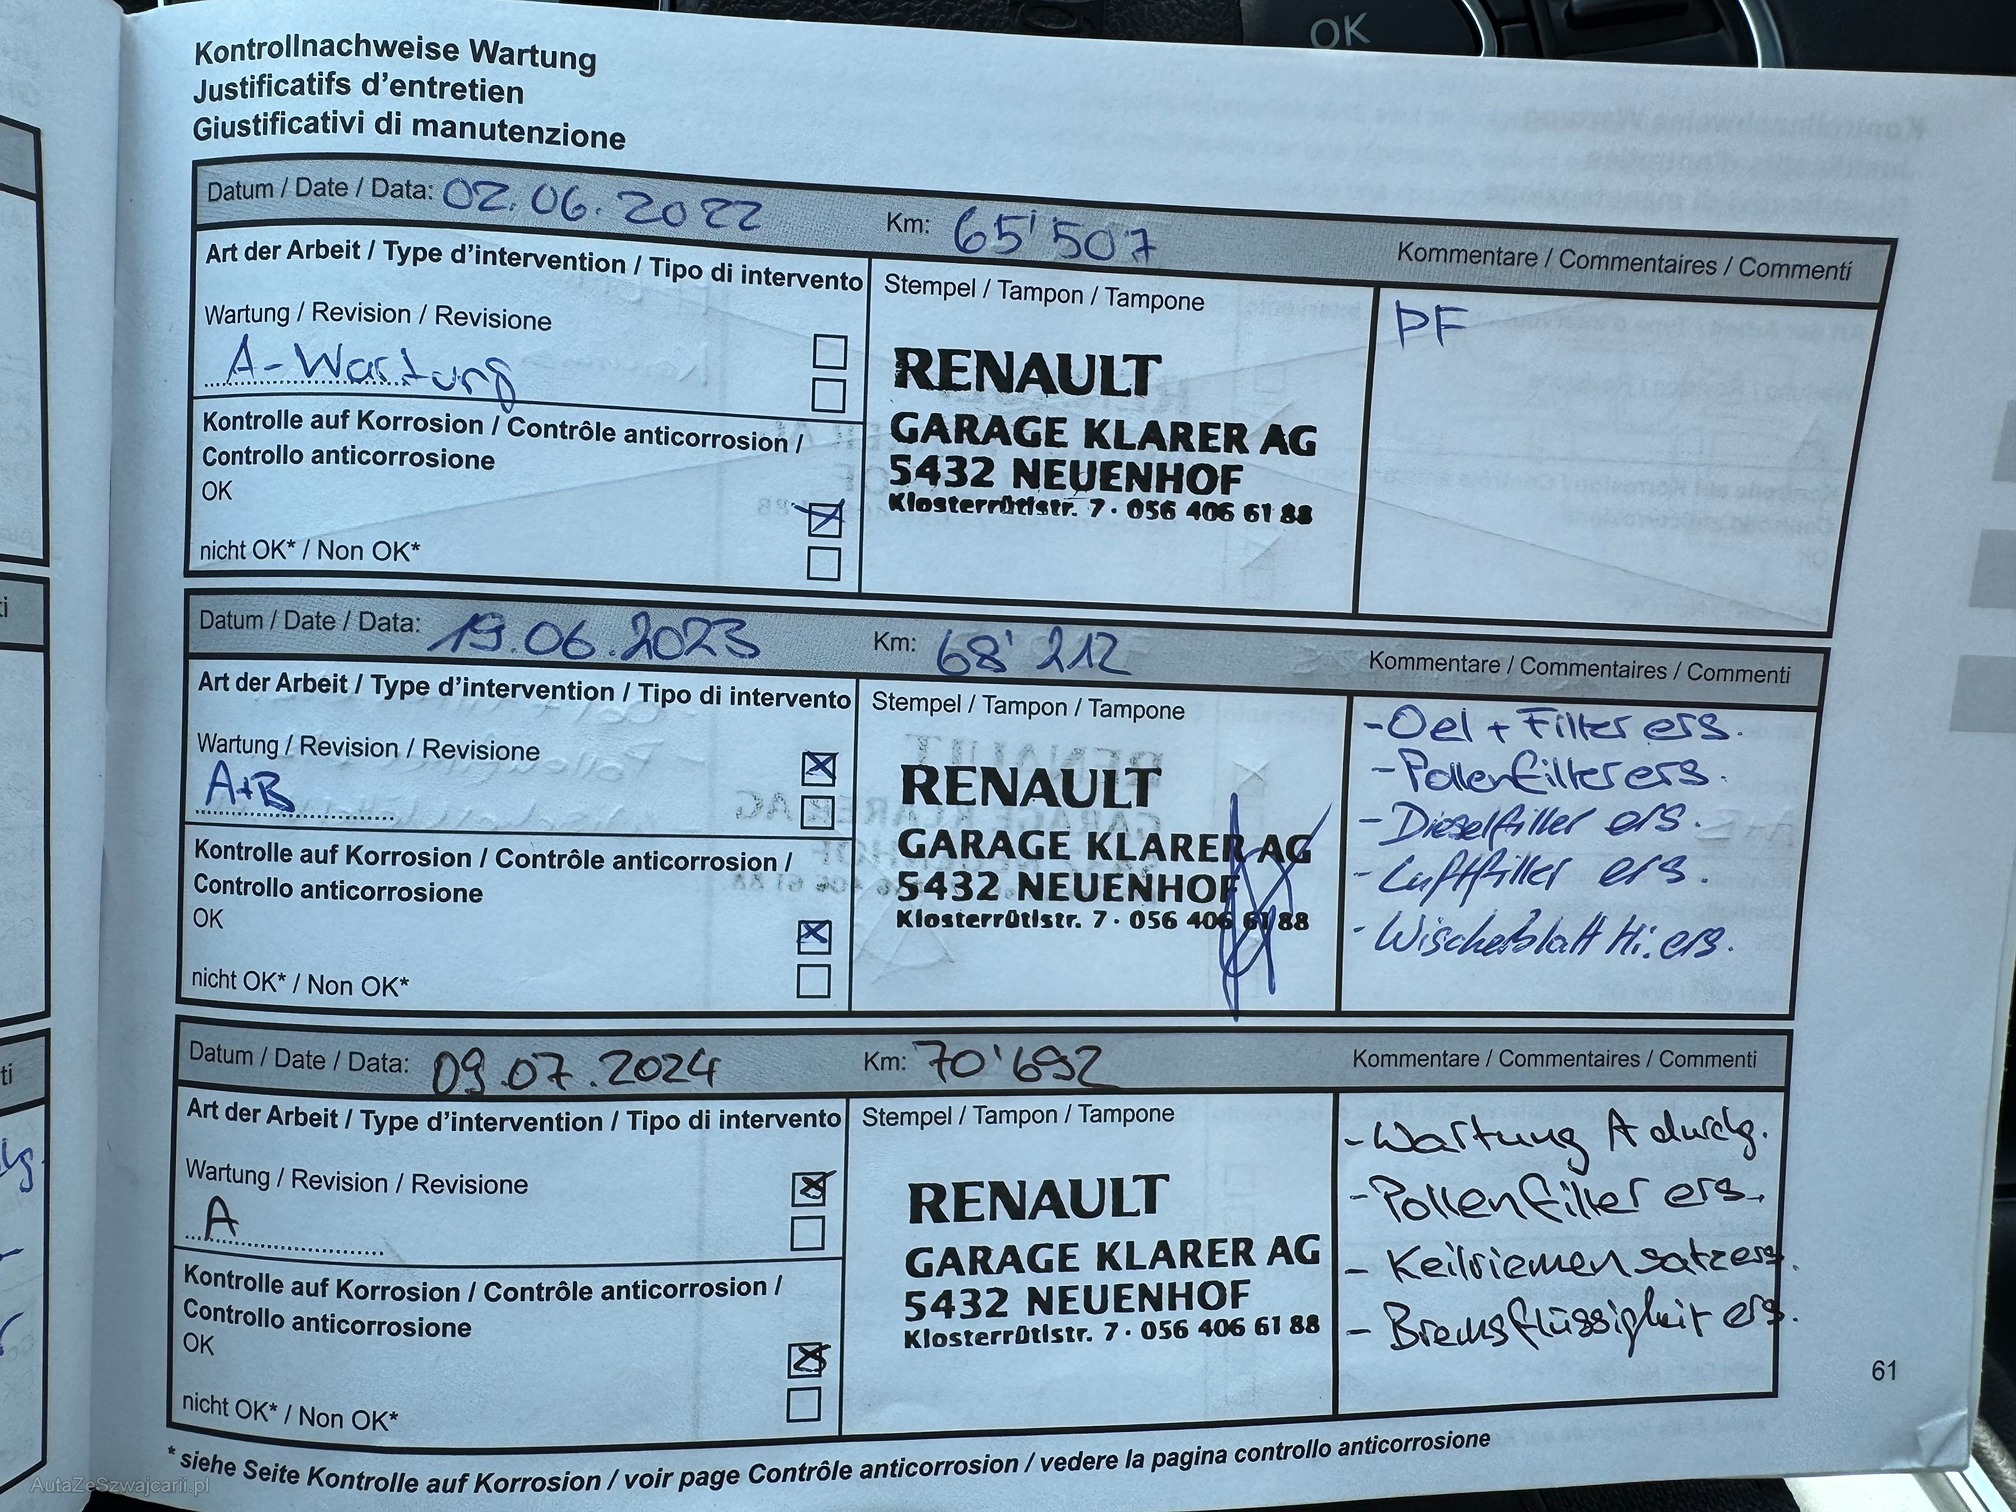 OK
Kontrollnachweise Wartung
Justificatifs d'entretien
Giustificativi di manutenzione
Datum / Date / Data: 02.06.2022 Km: 65'507 Kommentare / Commentaires / Commenti
Art der Arbeit / Type d'intervention / Tipo di intervento
Stempel / Tampon / Tampone
PF
Wartung / Revision / Revisione
A-Wartung
RENAULT
GARAGE KLARER AG
5432 NEUENHOF
Klosterrütistr. 7 · 056 406 61 88
Kontrolle auf Korrosion / Contrôle anticorrosion /
Controllo anticorrosione
OK
nicht OK* / Non OK*
Datum / Date / Data: 19.06.2023 Km: 68'212 Kommentare / Commentaires / Commenti
Art der Arbeit / Type d'intervention / Tipo di intervento
Stempel / Tampon / Tampone
Wartung / Revision / Revisione
A+B
RENAULT
GARAGE KLARER AG
5432 NEUENHOF
Klosterrütistr. 7 · 056 406 61 88
-Oel + Filter ers.
-Pollenfilter ers.
-Dieselfilter ers.
-Luftfilter ers.
-Wischerblatt Hi. ers.
Kontrolle auf Korrosion / Contrôle anticorrosion /
Controllo anticorrosione
OK
nicht OK* / Non OK*
Datum / Date / Data: 09.07.2024 Km: 70'692 Kommentare / Commentaires / Commenti
Art der Arbeit / Type d'intervention / Tipo di intervento
Stempel / Tampon / Tampone
Wartung / Revision / Revisione
A
RENAULT
GARAGE KLARER AG
5432 NEUENHOF
Klosterrütistr. 7 · 056 406 61 88
-Wartung A durchg.
-Pollenfilter ers.
-Keilriemensatz ers.
-Bremsflüssigkeit ers.
Kontrolle auf Korrosion / Contrôle anticorrosion /
Controllo anticorrosione
OK
nicht OK* / Non OK*
61
* siehe Seite Kontrolle auf Korrosion / voir page Contrôle anticorrosion / vedere la pagina controllo anticorrosione
AutaZeSzwajcarii.pl